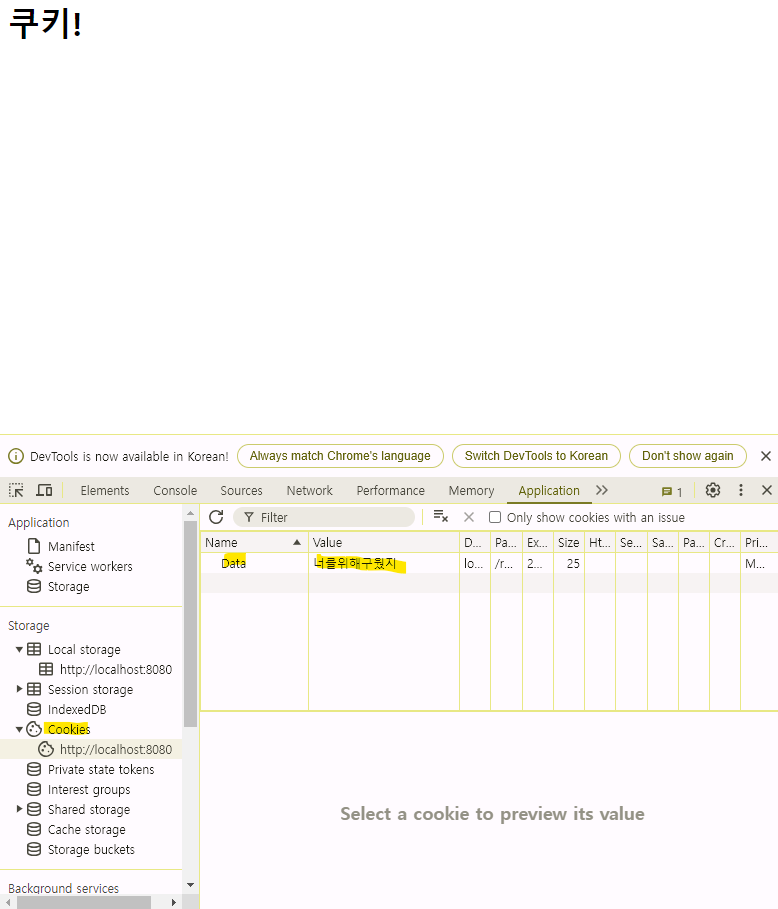 쿠키!
DevTools is now available in Korean! Always match Chrome's language Switch DevTools to Korean Don't show again
Elements Console Sources Network Performance Memory Application 1
Application
Manifest
Service workers
Storage
Storage
Local storage
http://localhost:8080
Session storage
IndexedDB
Cookies
http://localhost:8080
Private state tokens
Interest groups
Shared storage
Cache storage
Storage buckets
Background services
Filter Only show cookies with an issue
Name Value D... Pa... Ex... Size Ht... Se... Sa... Pa... Cr... Pri...
Data 너를위해구웠지 lo... /r... 2... 25 M...
Select a cookie to preview its value